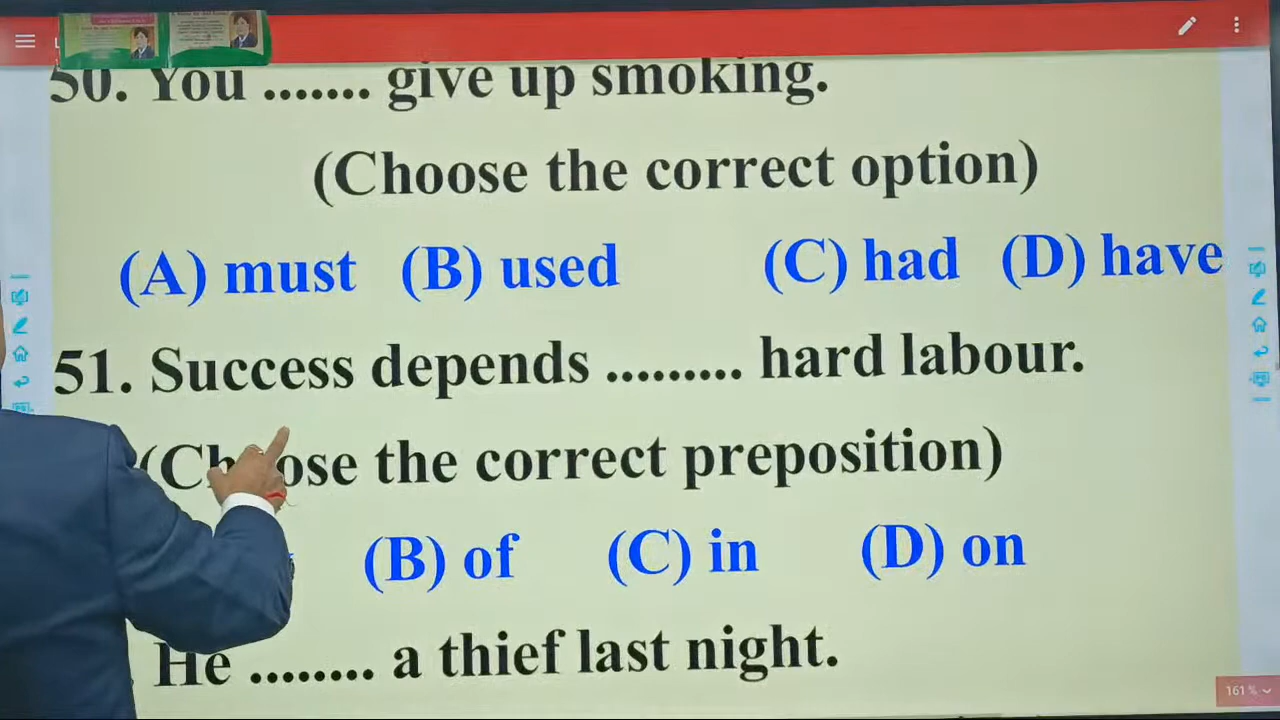 50. You ....... give up smoking.
(Choose the correct option)
(A) must (B) used (C) had (D) have
51. Success depends ......... hard labour.
(Choose the correct preposition)
(B) of (C) in (D) on
He ........ a thief last night.
161 %